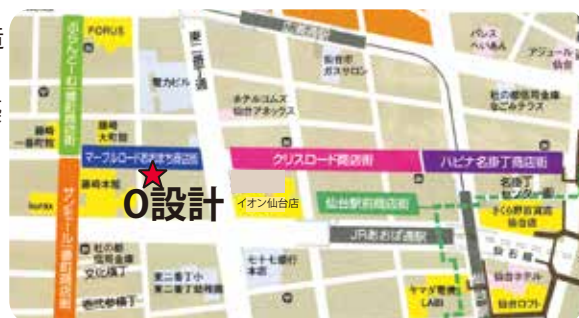 FORUS
東二番丁通
ぶらんどーむ一番町商店街
電力ビル
仙台市
ガスサロン
パレス
へいあん
アジュール
仙台
ホテルコムズ
仙台アネックス
杜の都信用金庫
なごみテラス
藤崎
一番町館
藤崎
大町館
マーブルロードおおまち商店街
クリスロード商店街
ハピナ名掛丁商店街
サンモール一番町商店街
藤崎本館
O設計
イオン仙台店
仙台駅前商店街
名掛丁
センター街
さくら野百貨店
仙台店
JRあおば通駅
杜の都
信用金庫
文化横丁
壱弐参横丁
東二番丁小
東二番丁幼稚園
七十七銀行
本店
仙石線
仙台ホテル
ヤマダ電機
LABI
仙台ロフト